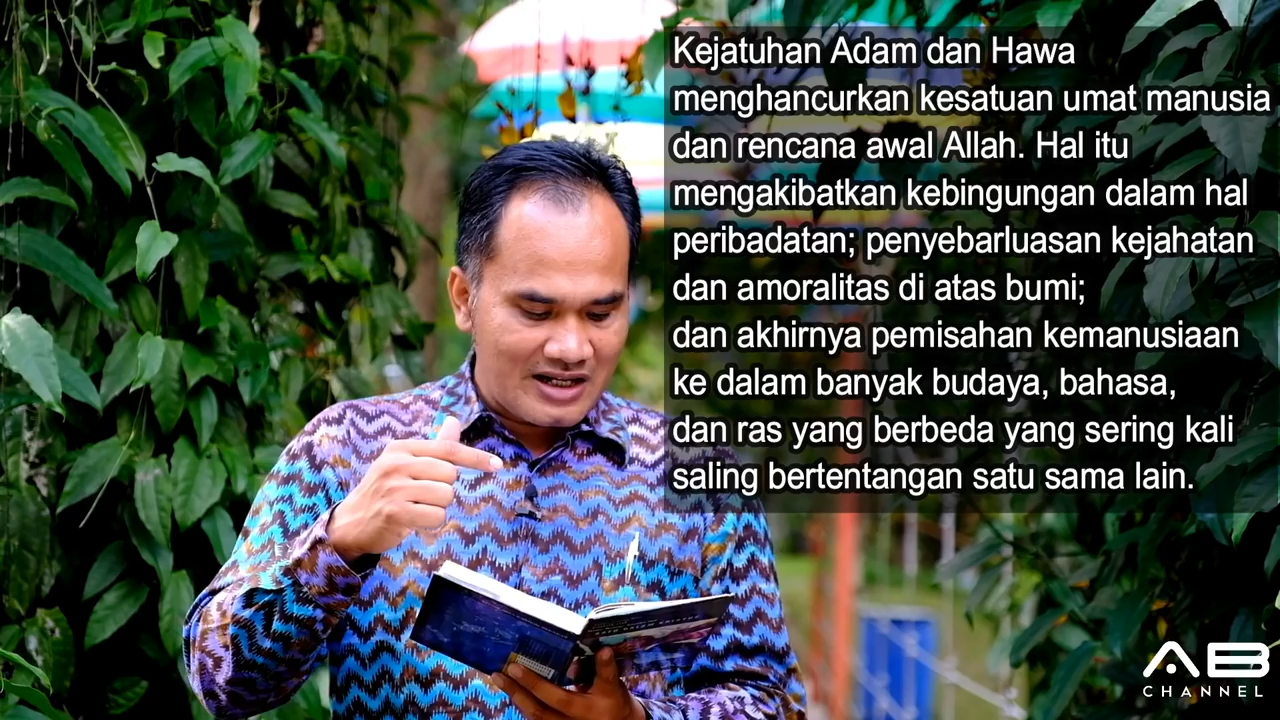 Kejatuhan Adam dan Hawa
menghancurkan kesatuan umat manusia
dan rencana awal Allah. Hal itu
mengakibatkan kebingungan dalam hal
peribadatan; penyebarluasan kejahatan
dan amoralitas di atas bumi;
dan akhirnya pemisahan kemanusiaan
ke dalam banyak budaya, bahasa,
dan ras yang berbeda yang sering kali
saling bertentangan satu sama lain.
AB
CHANNEL